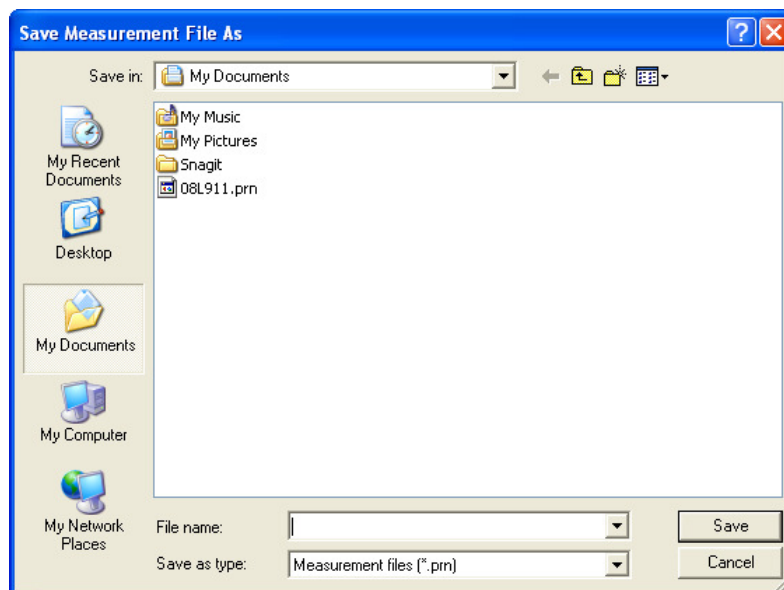 Save Measurement File As
Save in: My Documents
My Recent
Documents
Desktop
My Documents
My Computer
My Network
Places
My Music
My Pictures
Snagit
08L911.prn
File name:
Save
Save as type: Measurement files (*.prn)
Cancel